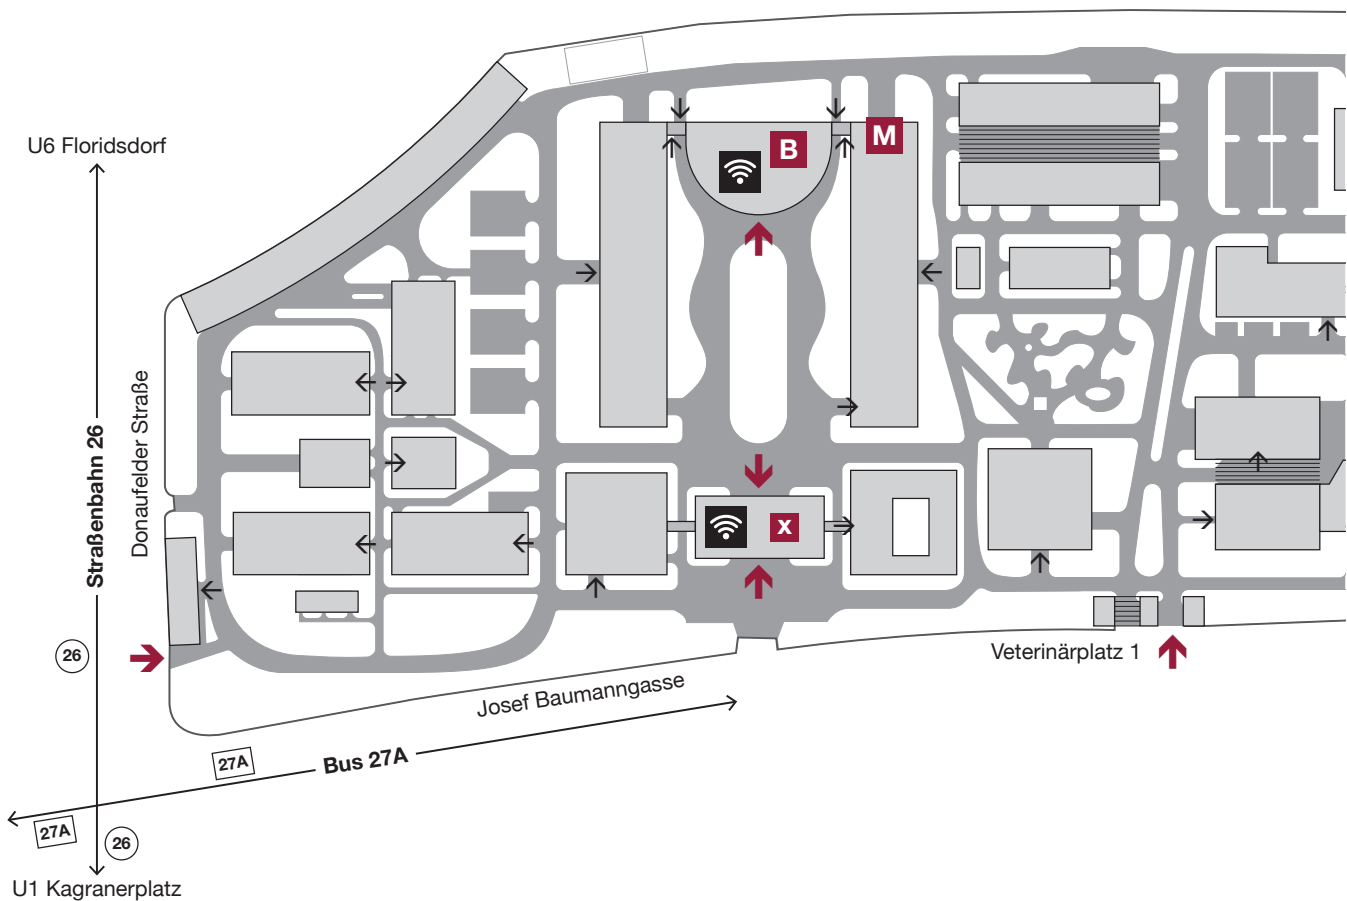 U6 Floridsdorf
B
M
Donaufelder Straße
Straßenbahn 26
x
26
Veterinärplatz 1
Josef Baumanngasse
Bus 27A
27A
27A
26
U1 Kagranerplatz